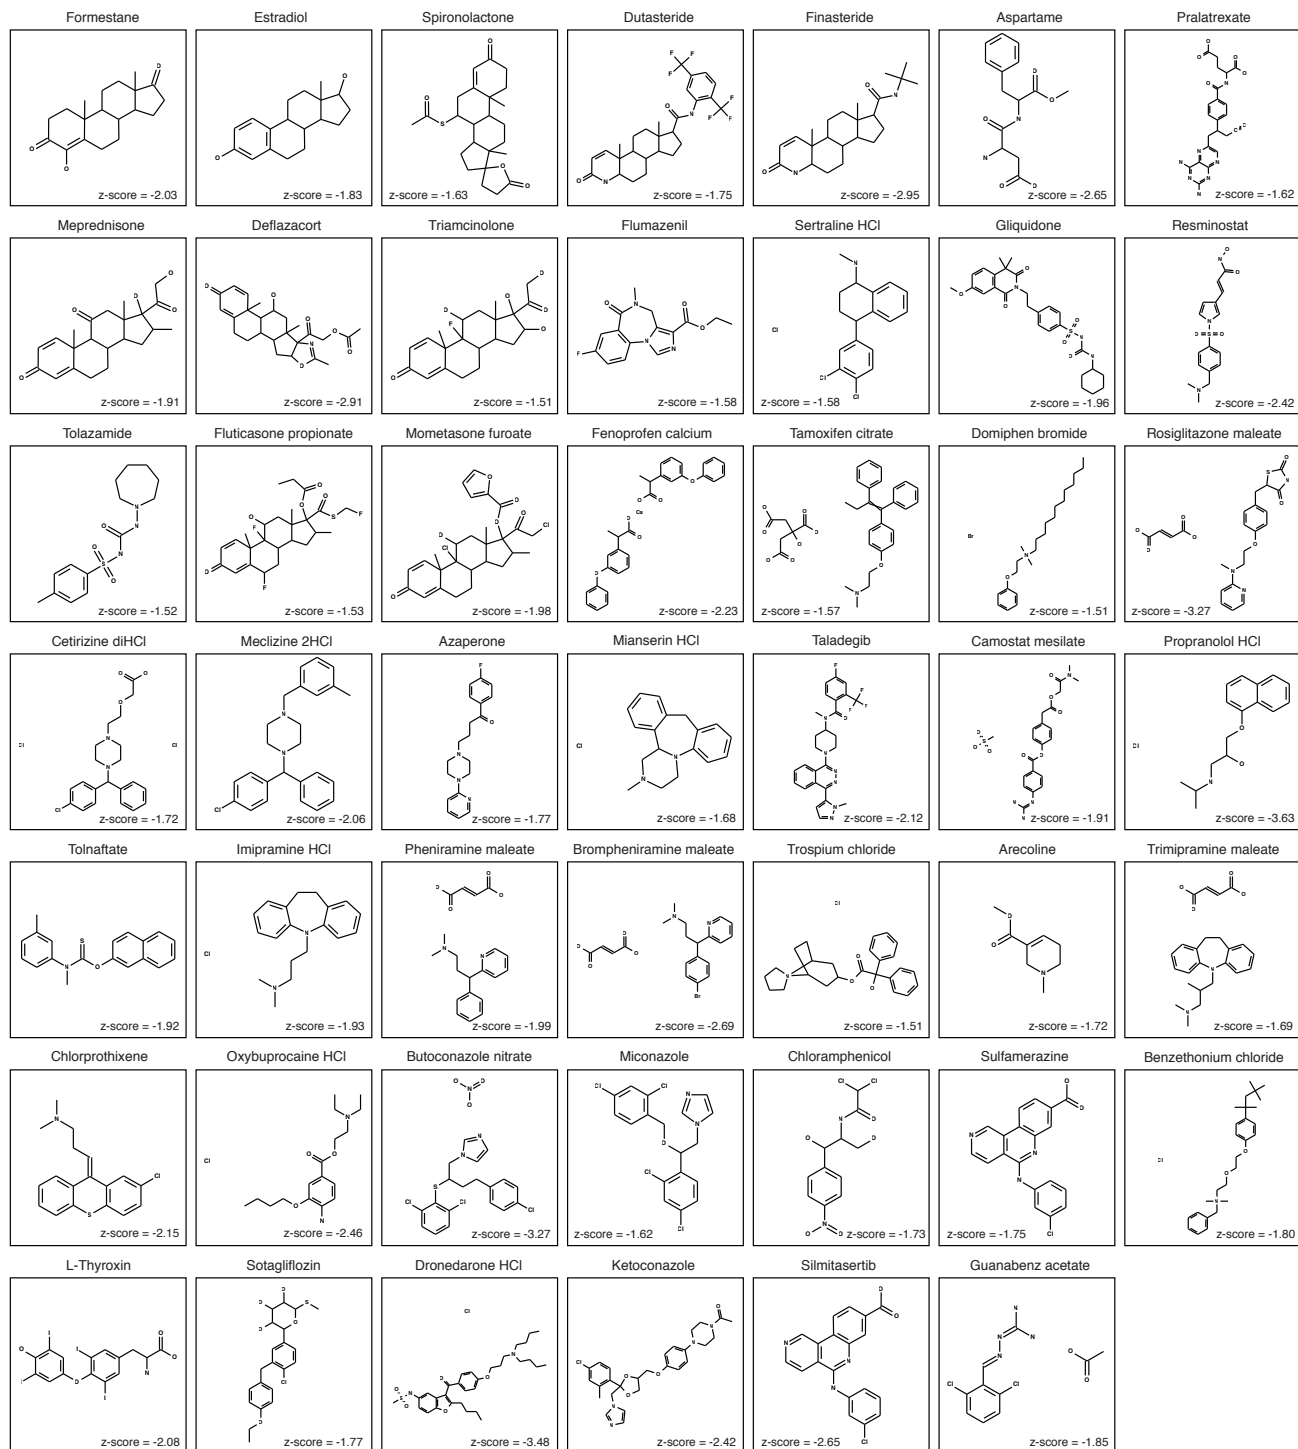 Formestane Estradiol Spironolactone Dutasteride Finasteride Aspartame Pralatrexate
z-score = -2.03 z-score = -1.83 z-score = -1.63 z-score = -1.75 z-score = -2.95 z-score = -2.65 z-score = -1.62
Meprednisone Deflazacort Triamcinolone Flumazenil Sertraline HCl Gliquidone Resminostat
z-score = -1.91 z-score = -2.91 z-score = -1.51 z-score = -1.58 z-score = -1.58 z-score = -1.96 z-score = -2.42
Tolazamide Fluticasone propionate Mometasone furoate Fenoprofen calcium Tamoxifen citrate Domiphen bromide Rosiglitazone maleate
z-score = -1.52 z-score = -1.53 z-score = -1.98 z-score = -2.23 z-score = -1.57 z-score = -1.51 z-score = -3.27
Cetirizine diHCl Meclizine 2HCl Azaperone Mianserin HCl Taladegib Camostat mesilate Propranolol HCl
z-score = -1.72 z-score = -2.06 z-score = -1.77 z-score = -1.68 z-score = -2.12 z-score = -1.91 z-score = -3.63
Tolnaftate Imipramine HCl Pheniramine maleate Brompheniramine maleate Trospium chloride Arecoline Trimipramine maleate
z-score = -1.92 z-score = -1.93 z-score = -1.99 z-score = -2.69 z-score = -1.51 z-score = -1.72 z-score = -1.69
Chlorprothixene Oxybuprocaine HCl Butoconazole nitrate Miconazole Chloramphenicol Sulfamerazine Benzethonium chloride
z-score = -2.15 z-score = -2.46 z-score = -3.27 z-score = -1.62 z-score = -1.73 z-score = -1.75 z-score = -1.80
L-Thyroxin Sotagliflozin Dronedarone HCl Ketoconazole Silmitasertib Guanabenz acetate
z-score = -2.08 z-score = -1.77 z-score = -3.48 z-score = -2.42 z-score = -2.65 z-score = -1.85